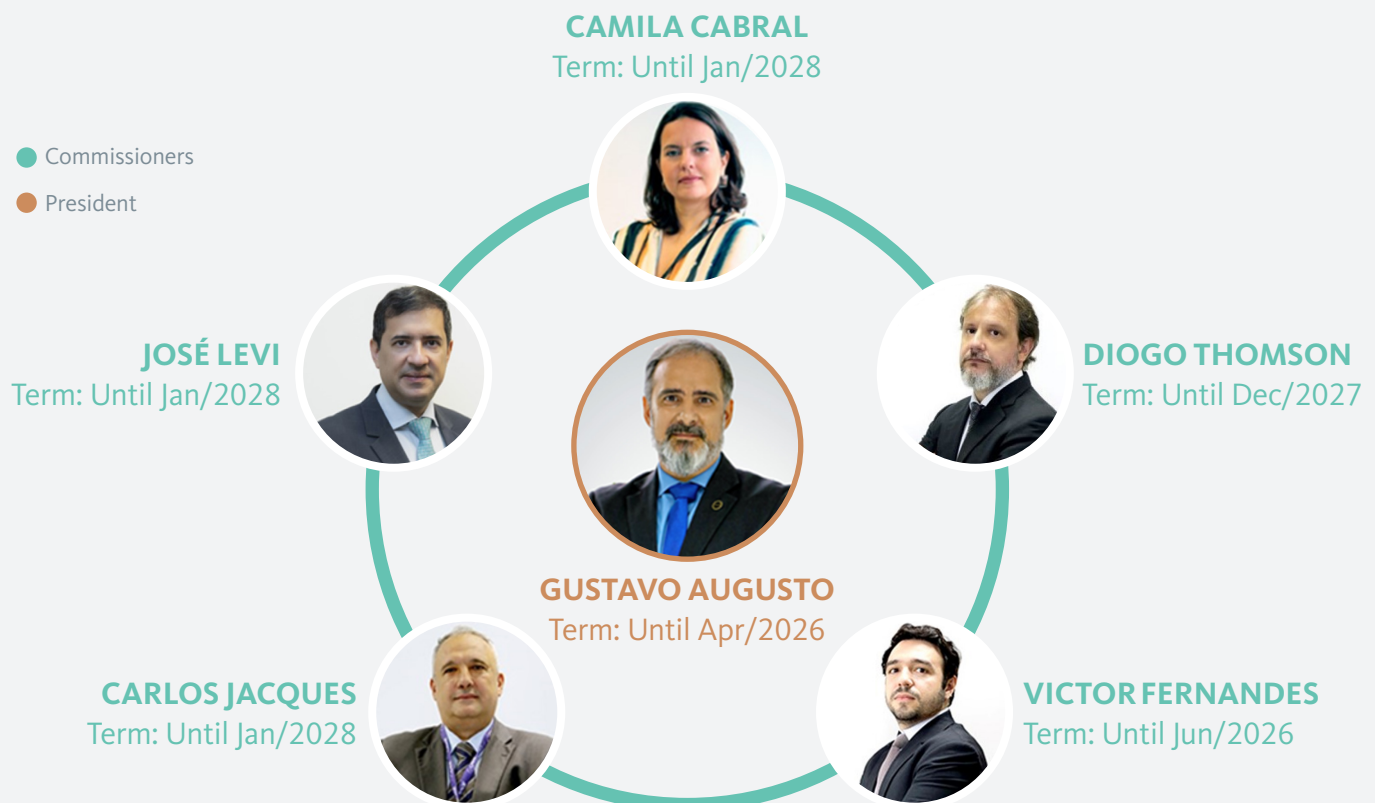 CAMILA CABRAL
Term: Until Jan/2028
Commissioners
President
JOSÉ LEVI
Term: Until Jan/2028
DIOGO THOMSON
Term: Until Dec/2027
GUSTAVO AUGUSTO
Term: Until Apr/2026
CARLOS JACQUES
Term: Until Jan/2028
VICTOR FERNANDES
Term: Until Jun/2026